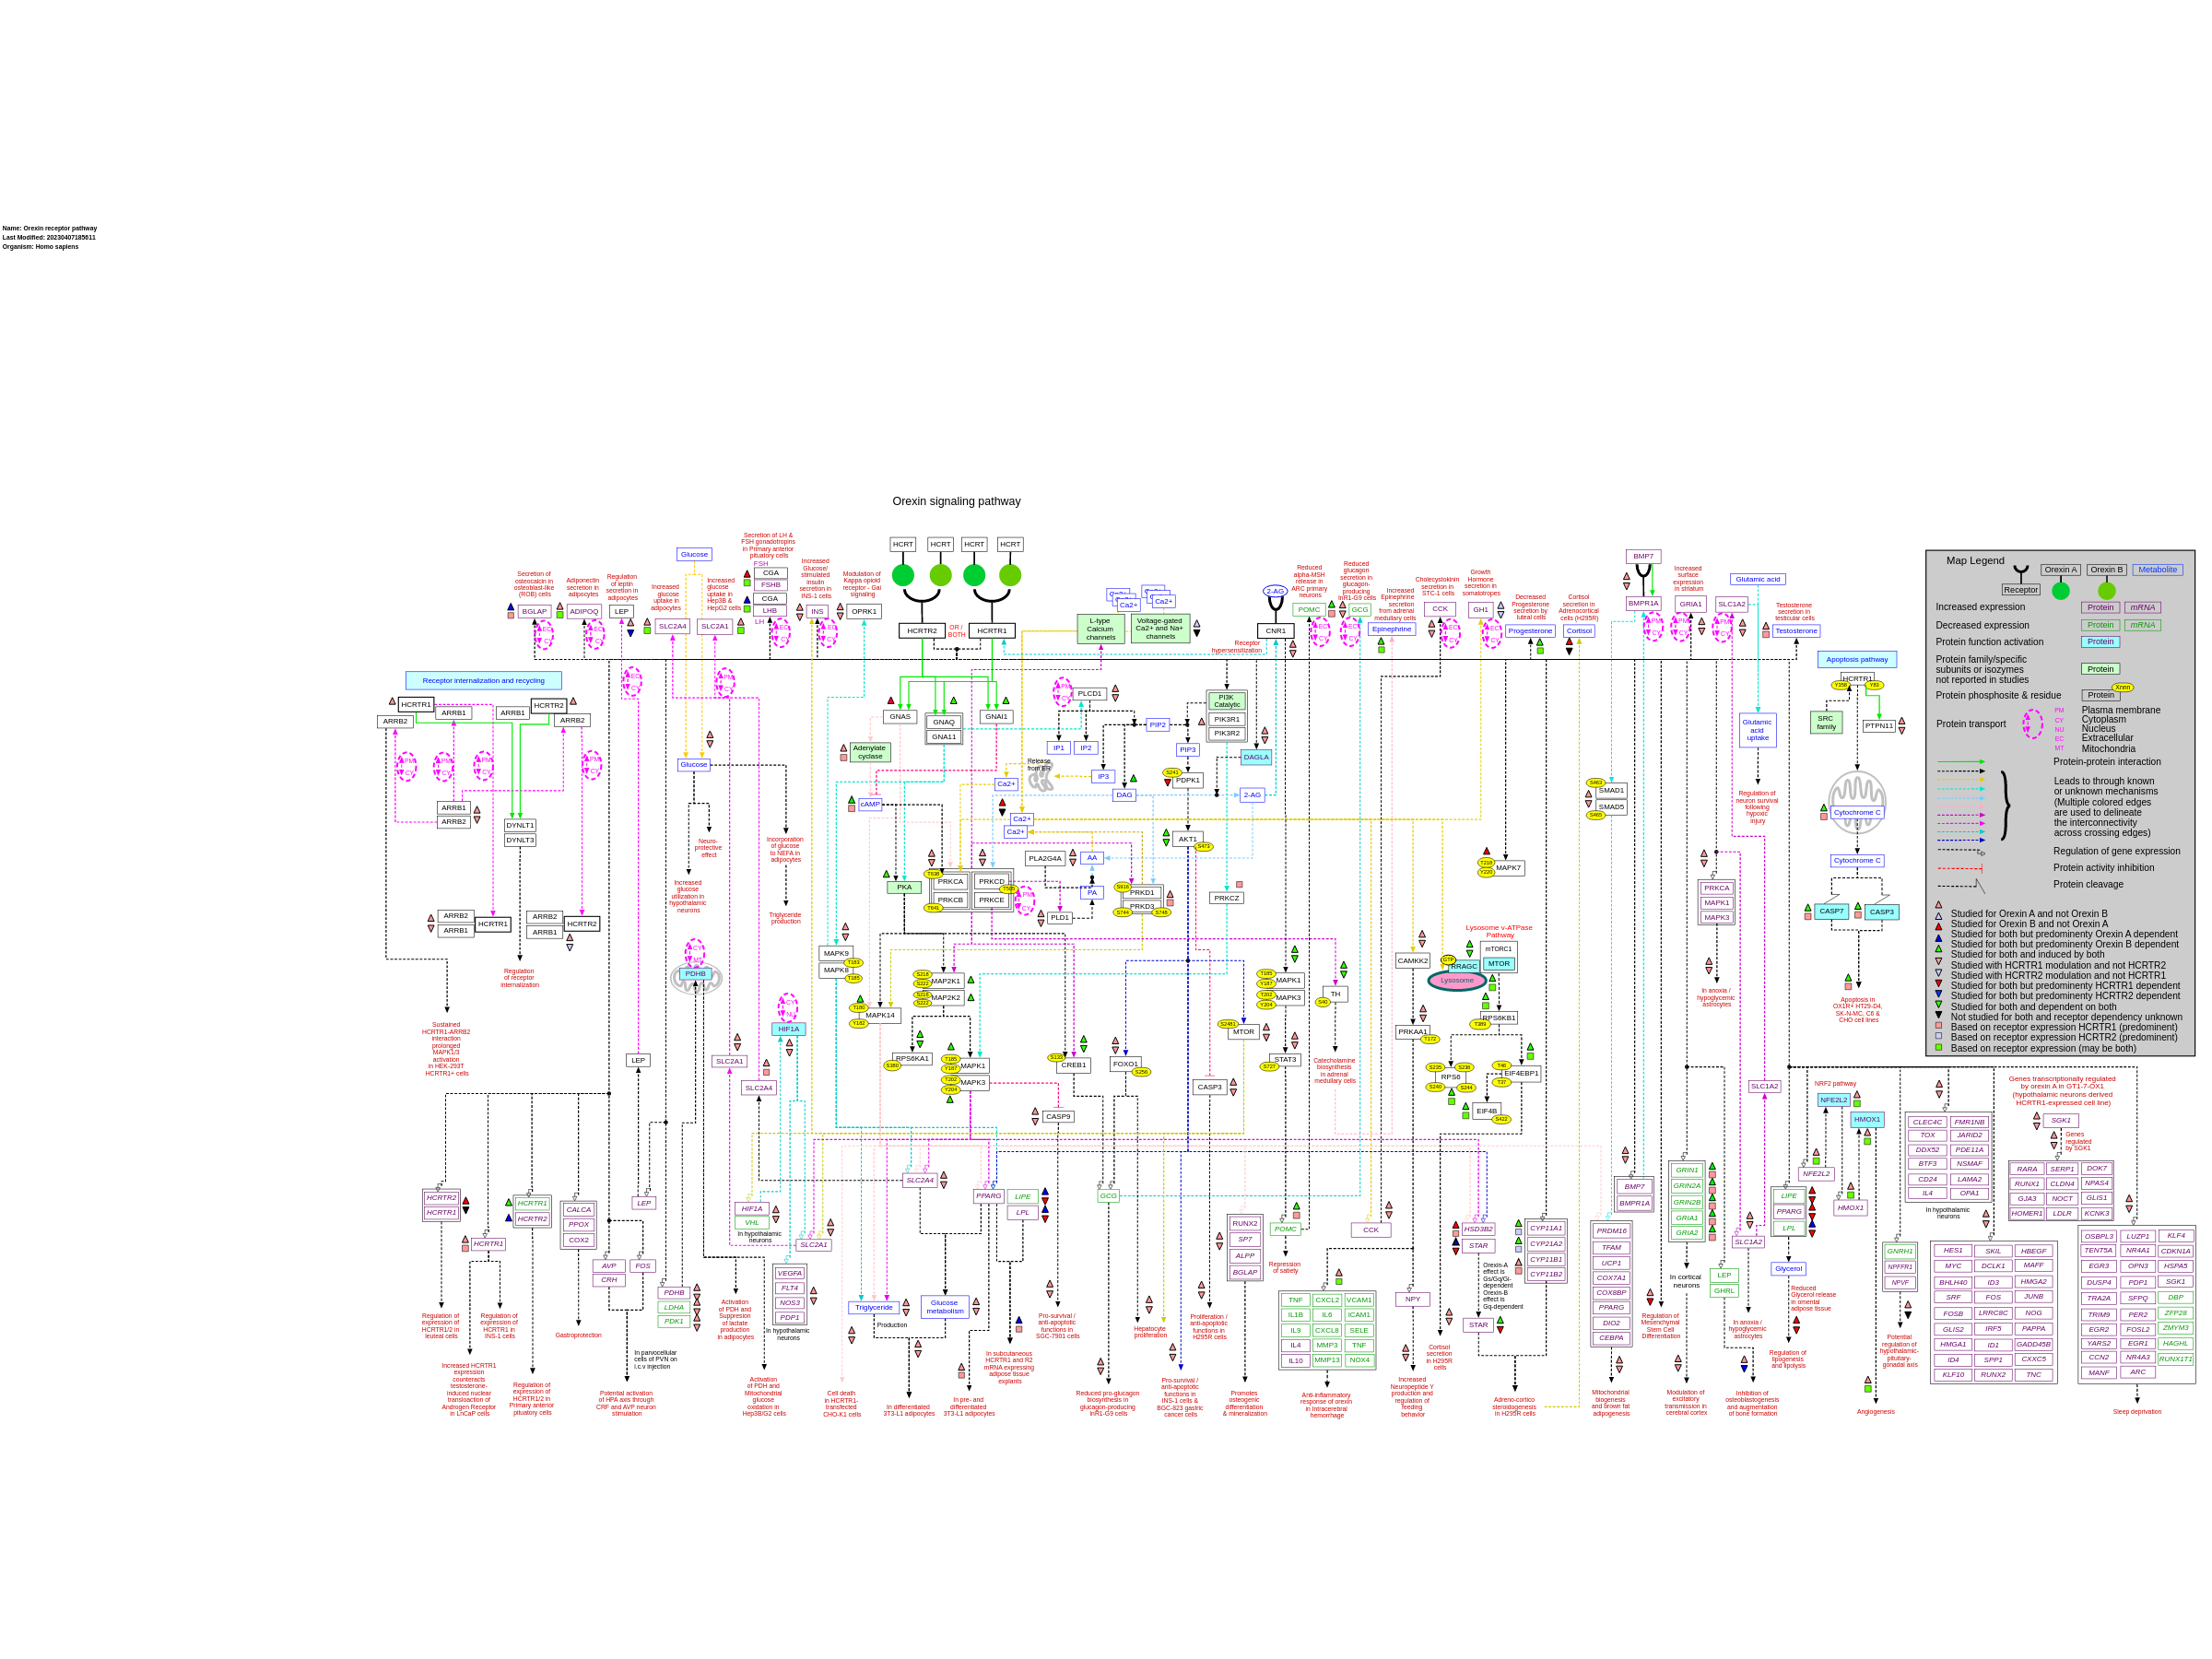 Name: Orexin receptor pathway
Last Modified: 20230407185611
Organism: Homo sapiens
Orexin signaling pathway
Secretion of
osteocalcin in
osteoblast-like
(ROB) cells
BGLAP
Adiponectin
secretion in
adipocytes
ADIPOQ
Regulation
of leptin
secretion in
adipocytes
LEP
Increased
glucose
uptake in
adipocytes
SLC2A4
Glucose
Increased
glucose
uptake in
Hep3B &
HepG2 cells
SLC2A1
Secretion of LH &
FSH gonadotropins
in Primary anterior
pituatory cells
FSH
CGA
FSHB
CGA
LHB
LH
Increased
Glucose/
stimulated
insulin
secretion in
INS-1 cells
INS
Modulation of
Kappa opioid
receptor - Gai
signaling
OPRK1
HCRT
HCRT
HCRT
HCRT
HCRTR2
OR /
BOTH
HCRTR1
Ca2+
Ca2+
L-type
Calcium
channels
Voltage-gated
Ca2+ and Na+
channels
2-AG
CNR1
Receptor
hypersensitization
Reduced
alpha-MSH
release in
ARC primary
neurons
POMC
Reduced
glucagon
secretion in
glucagon-
producing
InR1-G9 cells
GCG
Increased
Epinephrine
secretion
from adrenal
medullary cells
Epinephrine
Cholecystokinin
secretion in
STC-1 cells
CCK
Growth
Hormone
secretion in
somatotropes
GH1
Decreased
Progesterone
secretion by
luteal cells
Progesterone
Cortisol
secretion in
Adrenocortical
cells (H295R)
Cortisol
BMP7
BMPR1A
Increased
surface
expression
in striatum
GRIA1
SLC1A2
Glutamic acid
Testosterone
secretion in
testicular cells
Testosterone
Map Legend
Receptor
Orexin A
Orexin B
Metabolite
Increased expression
Protein
mRNA
Decreased expression
Protein
mRNA
Protein function activation
Protein
Protein family/specific
subunits or isozymes
not reported in studies
Protein
Protein phosphosite & residue
Protein
Xnnn
Protein transport
PM
Plasma membrane
CY
Cytoplasm
NU
Nucleus
EC
Extracellular
MT
Mitochondria
Protein-protein interaction
Leads to through known
or unknown mechanisms
(Multiple colored edges
are used to delineate
the interconnectivity
across crossing edges)
Regulation of gene expression
Protein activity inhibition
Protein cleavage
Studied for Orexin A and not Orexin B
Studied for Orexin B and not Orexin A
Studied for both but predominenty Orexin A dependent
Studied for both but predominenty Orexin B dependent
Studied for both and induced by both
Studied with HCRTR1 modulation and not HCRTR2
Studied with HCRTR2 modulation and not HCRTR1
Studied for both but predominenty HCRTR1 dependent
Studied for both but predominenty HCRTR2 dependent
Studied for both and dependent on both
Not studied for both and receptor dependency unknown
Based on receptor expression HCRTR1 (predominent)
Based on receptor expression HCRTR2 (predominent)
Based on receptor expression (may be both)
Receptor internalization and recycling
HCRTR1
ARRB2
ARRB1
ARRB1
HCRTR2
ARRB2
ARRB1
ARRB2
DYNLT1
DYNLT3
ARRB2
ARRB1
HCRTR1
ARRB2
ARRB1
HCRTR2
Regulation
of receptor
internalization
Sustained
HCRTR1-ARRB2
interaction
prolonged
MAPK1/3
activation
in HEK-293T
HCRTR1+ cells
Glucose
Neuro-
protective
effect
Increased
glucose
utilization in
hypothalamic
neurons
Incorporation
of glucose
to NEFA in
adipocytes
Triglyceride
production
PDHB
HIF1A
GNAS
GNAQ
GNA11
GNAI1
Adenylate
cyclase
cAMP
PKA
PLCD1
PIP2
IP1
IP2
IP3
DAG
Release
from ER
Ca2+
Ca2+
Ca2+
PI3K
Catalytic
PIK3R1
PIK3R2
PIP3
PDPK1
S241
DAGLA
2-AG
AKT1
S473
PLA2G4A
AA
PA
PLD1
PRKCA
PRKCB
PRKCD
PRKCE
T638
T641
T505
PRKD1
PRKD3
S916
S744
S748
PRKCZ
MAPK7
T218
Y220
SMAD1
SMAD5
S463
S465
Glutamic
acid
uptake
Regulation of
neuron survival
following
hypoxic
injury
PRKCA
MAPK1
MAPK3
In anoxia /
hypoglycemic
astrocytes
Apoptosis pathway
HCRTR1
Y358
Y83
SRC
family
PTPN11
Cytochrome C
Cytochrome C
CASP7
CASP3
Apoptosis in
OX1R+ HT29-D4,
SK-N-MC, C6 &
CHO cell lines
MAPK9
MAPK8
T183
T185
MAPK14
T180
Y182
MAP2K1
MAP2K2
S218
S222
S218
S222
RPS6KA1
S380
MAPK1
MAPK3
T185
Y187
T202
Y204
CREB1
S133
FOXO1
S256
CASP9
CASP3
MTOR
S2481
MAPK1
MAPK3
T185
Y187
T202
Y204
STAT3
S727
TH
S40
Catecholamine
biosynthesis
in adrenal
medullary cells
CAMKK2
PRKAA1
T172
Lysosome v-ATPase
Pathway
mTORC1
MTOR
RRAGC
GTP
Lysosome
RPS6KB1
T389
RPS6
S235
S236
S240
S244
EIF4EBP1
T46
T37
EIF4B
S422
LEP
SLC2A1
SLC2A4
HCRTR2
HCRTR1
HCRTR1
HCRTR1
HCRTR2
CALCA
PPOX
COX2
AVP
CRH
FOS
LEP
PDHB
LDHA
PDK1
HIF1A
VHL
In hypothalamic
neurons
SLC2A1
SLC2A4
VEGFA
FLT4
NOS3
PDP1
In hypothalamic
neurons
Regulation of
expression of
HCRTR1/2 in
leuteal cells
Regulation of
expression of
HCRTR1 in
INS-1 cells
Increased HCRTR1
expression
counteracts
testosterone-
induced nuclear
transloaction of
Androgen Receptor
in LnCaP cells
Regulation of
expression of
HCRTR1/2 in
Primary anterior
pituatory cells
Gastroprotection
In parvocellular
cells of PVN on
i.c.v injection
Potential activation
of HPA axis through
CRF and AVP neuron
stimulation
Activation
of PDH and
Suppresion
of lactate
production
in adipocytes
Activation
of PDH and
Mitochondrial
glucose
oxidation in
Hep3B/G2 cells
Triglyceride
Production
Glucose
metabolism
Cell death
in HCRTR1-
transfected
CHO-K1 cells
In differentiated
3T3-L1 adipocytes
In pre- and
differentiated
3T3-L1 adipocytes
PPARG
LIPE
LPL
In subcutaneous
HCRTR1 and R2
mRNA expressing
adipose tissue
explants
Pro-survival /
anti-apoptotic
functions in
SGC-7901 cells
GCG
Reduced pro-glucagon
biosynthesis in
glucagon-producing
InR1-G9 cells
Hepatocyte
proliferation
Pro-survival /
anti-apoptotic
functions in
INS-1 cells &
BGC-823 gastric
cancer cells
Proliferation /
anti-apoptotic
functions in
H295R cells
RUNX2
SP7
ALPP
BGLAP
Promotes
osteogenic
differentiation
& mineralization
POMC
Repression
of satiety
TNF
CXCL2
VCAM1
IL1B
IL6
ICAM1
IL9
CXCL8
SELE
IL4
MMP3
TNF
IL10
MMP13
NOX4
Anti-inflamatory
response of orexin
in Intracerebral
hemorrhage
CCK
NPY
Increased
Neuropeptide Y
production and
regulation of
feeding
behavior
Cortisol
secretion
in H295R
cells
HSD3B2
STAR
Orexin-A
effect is
Gs/Gq/Gi-
dependent
Orexin-B
effect is
Gq-dependent
STAR
CYP11A1
CYP21A2
CYP11B1
CYP11B2
Adreno-cortico
steroidogenesis
in H295R cells
PRDM16
TFAM
UCP1
COX7A1
COX8BP
PPARG
DIO2
CEBPA
Mitochondrial
biogenesis
and brown fat
adipogenesis
BMP7
BMPR1A
Regulation of
Mesenchymal
Stem Cell
Differentiation
GRIN1
GRIN2A
GRIN2B
GRIA1
GRIA2
In cortical
neurons
Modulation of
excitatory
transmission in
cerebral cortex
LEP
GHRL
Inhibition of
osteoblastogenesis
and augmentation
of bone formation
SLC1A2
SLC1A2
In anoxia /
hypoglycemic
astrocytes
LIPE
PPARG
LPL
Glycerol
Reduced
Glycerol release
in omental
adipose tissue
Regulation of
lipogenesis
and lipolysis
NRF2 pathway
NFE2L2
NFE2L2
HMOX1
HMOX1
Angiogenesis
GNRH1
NPFFR1
NPVF
Potential
regulation of
hypothalamic-
pituitary-
gonadal axis
CLEC4C
FMR1NB
TOX
JARID2
DDX52
PDE11A
BTF3
NSMAF
CD24
LAMA2
IL4
OPA1
In hypothalamic
neurons
Genes transcriptionally regulated
by orexin A in GT1-7-OX1
(hypothalamic neurons derived
HCRTR1-expressed cell line)
SGK1
Genes
regulated
by SGK1
RARA
SERP1
DOK7
RUNX1
CLDN4
NPAS4
GJA3
NOCT
GLIS1
HOMER1
LDLR
KCNK3
HES1
SKIL
HBEGF
MYC
DCLK1
MAFF
BHLH40
ID3
HMGA2
SRF
FOS
JUNB
FOSB
LRRC8C
NOG
GLIS2
IRF5
PAPPA
HMGA1
ID1
GADD45B
ID4
SPP1
CXXC5
KLF10
RUNX2
TNC
OSBPL3
LUZP1
KLF4
TENT5A
NR4A1
CDKN1A
EGR3
OPN3
HSPA5
DUSP4
PDP1
SGK1
TRA2A
SFPQ
DBP
TRIM9
PER2
ZFP28
EGR2
FOSL2
ZMYM3
YARS2
EGR1
HAGHL
CCN2
NR4A3
RUNX1T1
MANF
ARC
Sleep deprivation